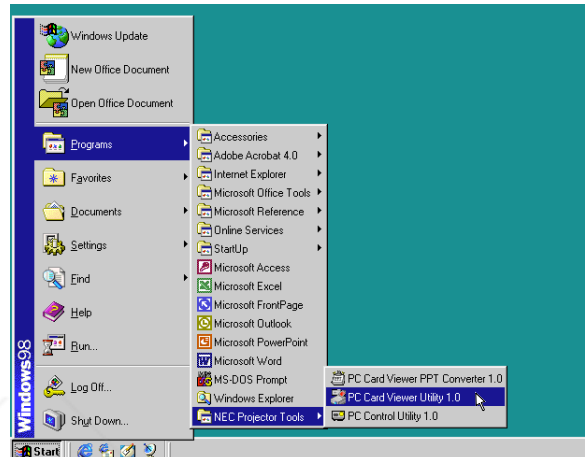 Windows Update
New Office Document
Open Office Document
Programs
Favorites
Documents
Settings
Find
Help
Run...
Log Off...
Shut Down...
Windows98
Accessories
Adobe Acrobat 4.0
Internet Explorer
Microsoft Office Tools
Microsoft Reference
Online Services
StartUp
Microsoft Access
Microsoft Excel
Microsoft FrontPage
Microsoft Outlook
Microsoft PowerPoint
Microsoft Word
MS-DOS Prompt
Windows Explorer
NEC Projector Tools
PC Card Viewer PPT Converter 1.0
PC Card Viewer Utility 1.0
PC Control Utility 1.0
Start